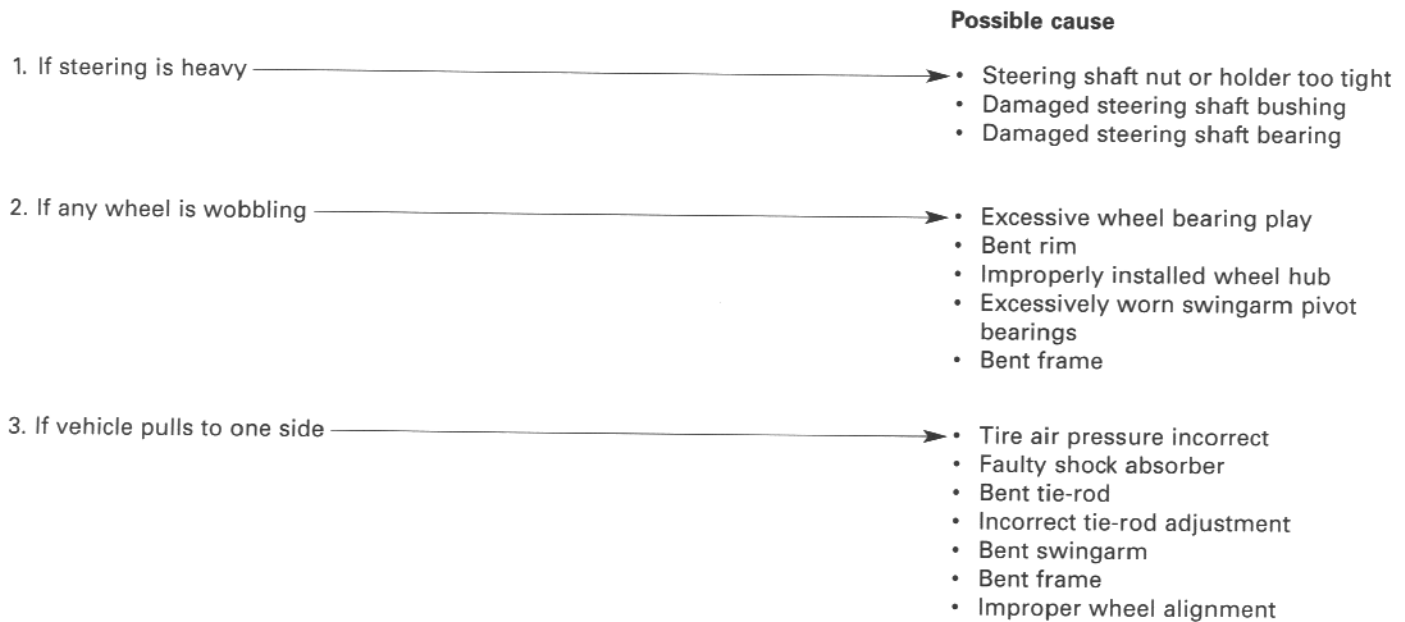 Possible cause
1. If steering is heavy
• Steering shaft nut or holder too tight
• Damaged steering shaft bushing
• Damaged steering shaft bearing
2. If any wheel is wobbling
• Excessive wheel bearing play
• Bent rim
• Improperly installed wheel hub
• Excessively worn swingarm pivot
bearings
• Bent frame
3. If vehicle pulls to one side
• Tire air pressure incorrect
• Faulty shock absorber
• Bent tie-rod
• Incorrect tie-rod adjustment
• Bent swingarm
• Bent frame
• Improper wheel alignment